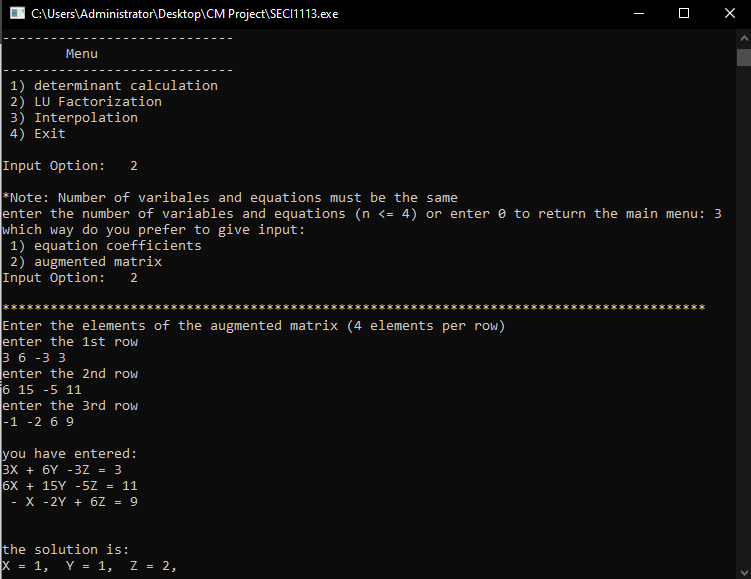 C:\Users\Administrator\Desktop\CM Project\SECI1113.exe
-----------------------------
        Menu
-----------------------------
 1) determinant calculation
 2) LU Factorization
 3) Interpolation
 4) Exit
Input Option:   2
*Note: Number of varibales and equations must be the same
enter the number of variables and equations (n <= 4) or enter 0 to return the main menu: 3
which way do you prefer to give input:
 1) equation coefficients
 2) augmented matrix
Input Option:   2
****************************************************************************************
Enter the elements of the augmented matrix (4 elements per row)
enter the 1st row
3 6 -3 3
enter the 2nd row
6 15 -5 11
enter the 3rd row
-1 -2 6 9
you have entered:
3X + 6Y -3Z = 3
6X + 15Y -5Z = 11
 - X -2Y + 6Z = 9
the solution is:
X = 1,  Y = 1,  Z = 2,